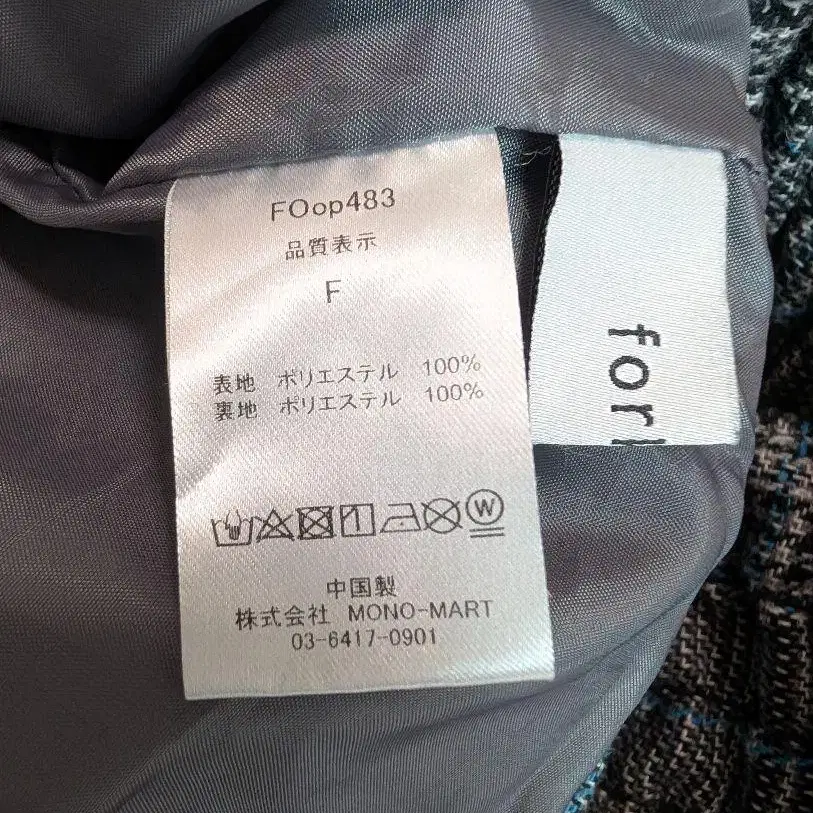 FOop483
品質表示
F
表地 ポリエステル 100%
裏地 ポリエステル 100%
W
中国製
株式会社 MONO-MART
03-6417-0901